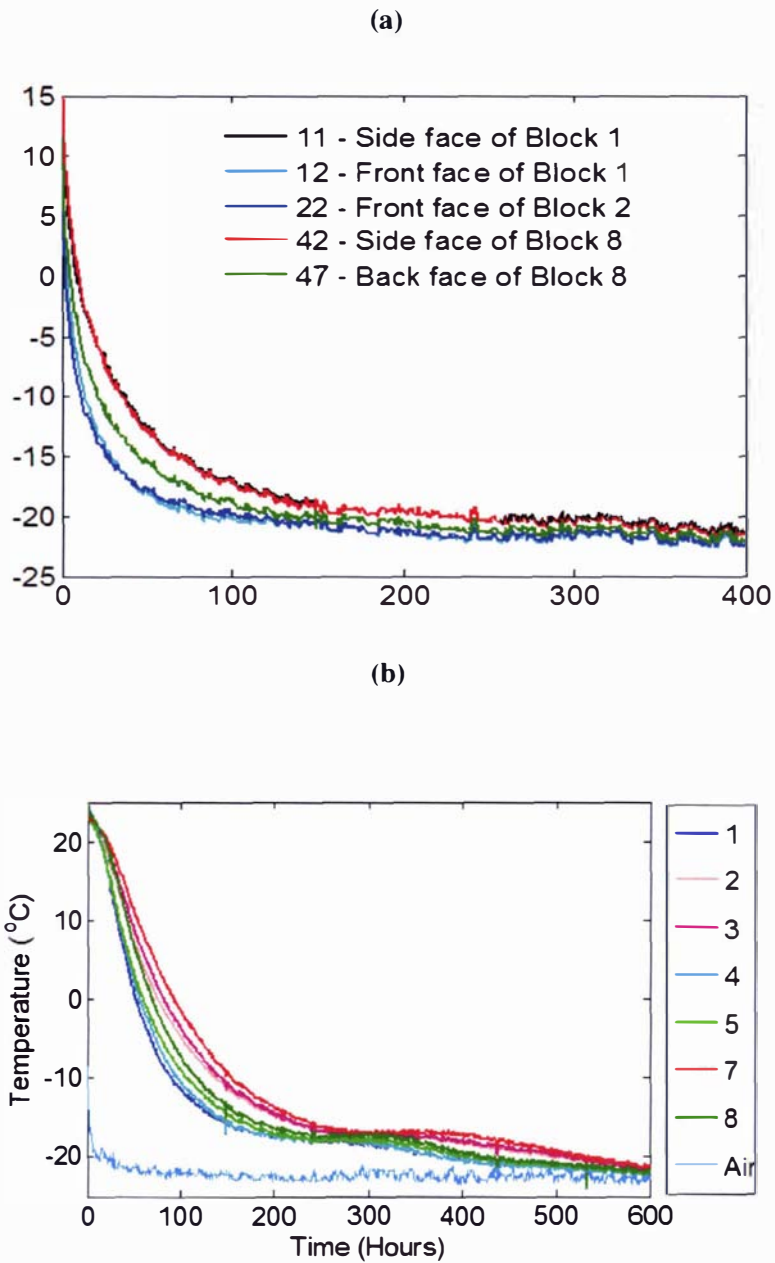 (a)
15
10
5
0
-5
-10
-15
-20
-25
11 - Side face of Block 1
12 - Front face of Block 1
22 - Front face of Block 2
42 - Side face of Block 8
47 - Back face of Block 8
0 100 200 300 400
(b)
Temperature (°C)
20
10
0
-10
-20
0 100 200 300 400 500 600
Time (Hours)
1
2
3
4
5
7
8
Air